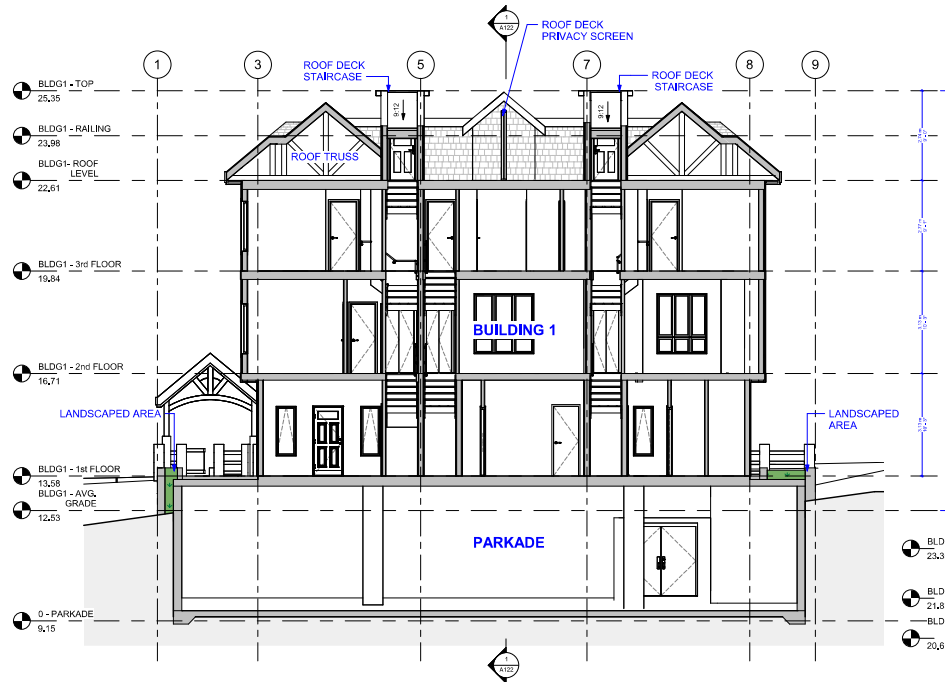 1
A122
ROOF DECK
PRIVACY SCREEN
1
3
ROOF DECK
STAIRCASE
5
7
ROOF DECK
STAIRCASE
8
9
BLDG1 - TOP
25.35
9:12
9:12
BLDG1 - RAILING
23.98
ROOF TRUSS
BLDG1- ROOF
LEVEL
22.61
BLDG1 - 3rd FLOOR
19.84
BUILDING 1
BLDG1 - 2nd FLOOR
16.71
LANDSCAPED AREA
LANDSCAPED
AREA
BLDG1 - 1st FLOOR
13.58
BLDG1 - AVG.
GRADE
12.53
PARKADE
BLD
23.3
BLD
21.8
0 - PARKADE
9.15
BLD
20.6
1
A122